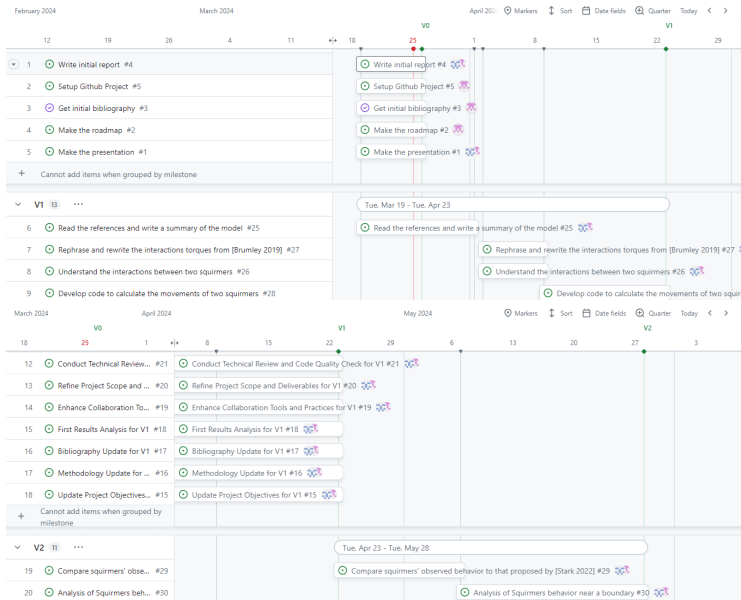 February 2024 March 2024 April 202 Markers Sort Date fields Quarter Today
V0 V1
12 19 26 4 11 18 25 1 8 15 22 29
1 Write initial report #4 Write initial report #4
2 Setup Github Project #5 Setup Github Project #5
3 Get initial bibliography #3 Get initial bibliography #3
4 Make the roadmap #2 Make the roadmap #2
5 Make the presentation #1 Make the presentation #1
+ Cannot add items when grouped by milestone
V1 13 ... Tue, Mar 19 - Tue, Apr 23
6 Read the references and write a summary of the model #25 Read the references and write a summary of the model #25
7 Rephrase and rewrite the interactions torques from [Brumley 2019] #27 Rephrase and rewrite the interactions torques from [Brumley 2019] #27
8 Understand the interactions between two squirmers #26 Understand the interactions between two squirmers #26
9 Develop code to calculate the movements of two squirmers #28 Develop code to calculate the movements of two squir
March 2024 April 2024 May 2024 Markers Sort Date fields Quarter Today
V0 V1 V2
18 25 1 8 15 22 29 6 13 20 27 3
12 Conduct Technical Review... #21 Conduct Technical Review and Code Quality Check for V1 #21
13 Refine Project Scope and ... #20 Refine Project Scope and Deliverables for V1 #20
14 Enhance Collaboration To... #19 Enhance Collaboration Tools and Practices for V1 #19
15 First Results Analysis for V1 #18 First Results Analysis for V1 #18
16 Bibliography Update for V1 #17 Bibliography Update for V1 #17
17 Methodology Update for ... #16 Methodology Update for V1 #16
18 Update Project Objectives... #15 Update Project Objectives for V1 #15
+ Cannot add items when grouped by
milestone
V2 11 ... Tue, Apr 23 - Tue, May 28
19 Compare squirmers' obse... #29 Compare squirmers' observed behavior to that proposed by [Stark 2022] #29
20 Analysis of Squirmers beh... #30 Analysis of Squirmers behavior near a boundary #30